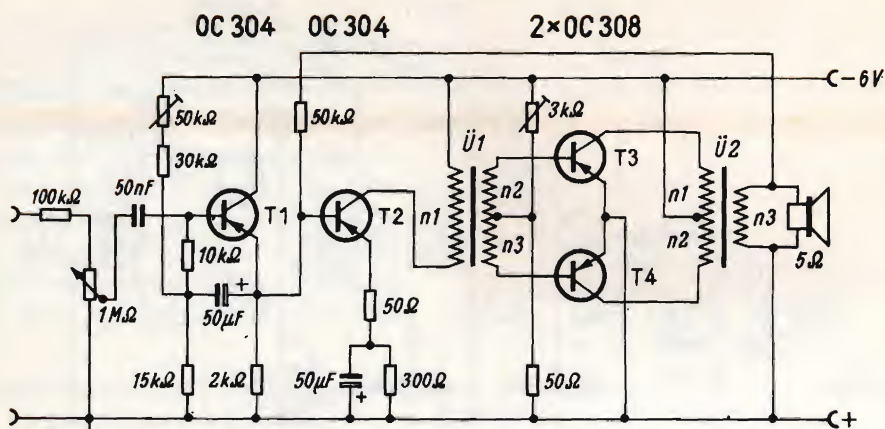 OC 304 OC 304 2×OC 308
−6V
50kΩ 50kΩ 3kΩ
Ü1 T3 Ü2
30kΩ
50nF
100kΩ T1 T2 n1 n2 n1
n3 n2 n3
10kΩ T4 5Ω
1MΩ 50µF + 50Ω
15kΩ 2kΩ 50µF + 300Ω 50Ω
+